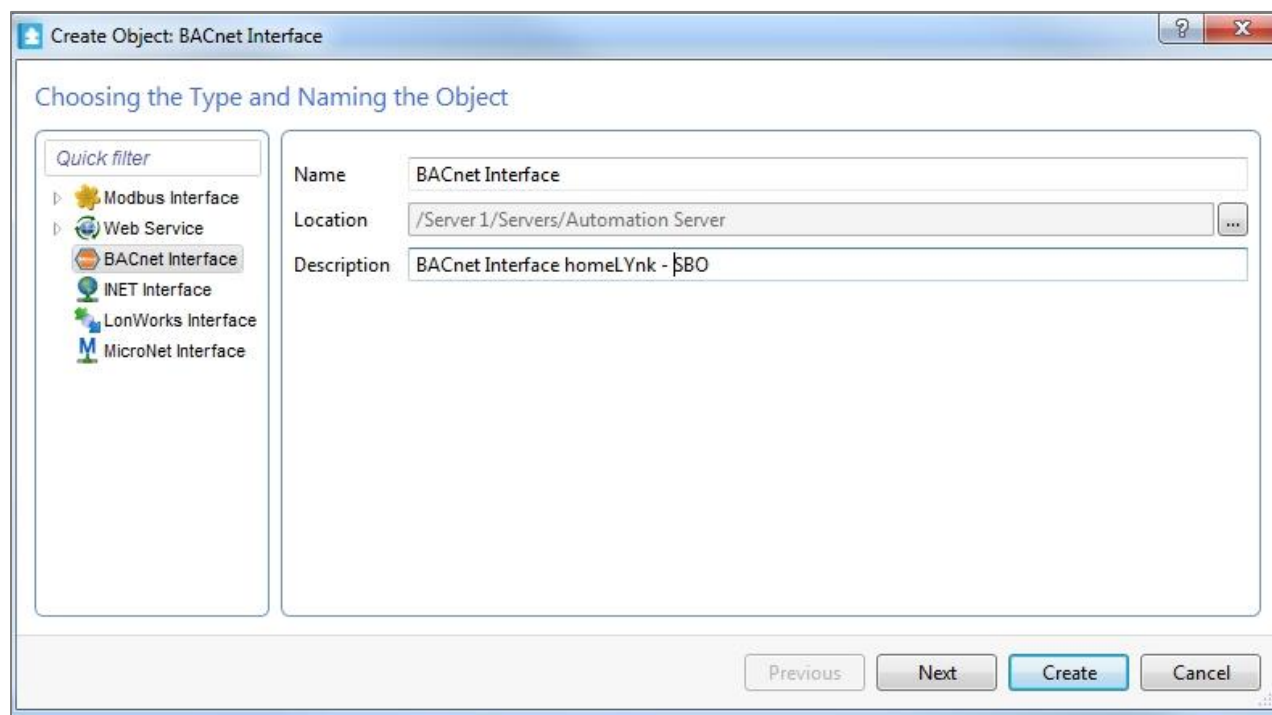 Create Object: BACnet Interface
?
X
Choosing the Type and Naming the Object
Quick filter
Modbus Interface
Web Service
BACnet Interface
INET Interface
LonWorks Interface
M MicroNet Interface
Name BACnet Interface
Location /Server 1/Servers/Automation Server ...
Description BACnet Interface homeLYnk - SBO
Previous Next Create Cancel